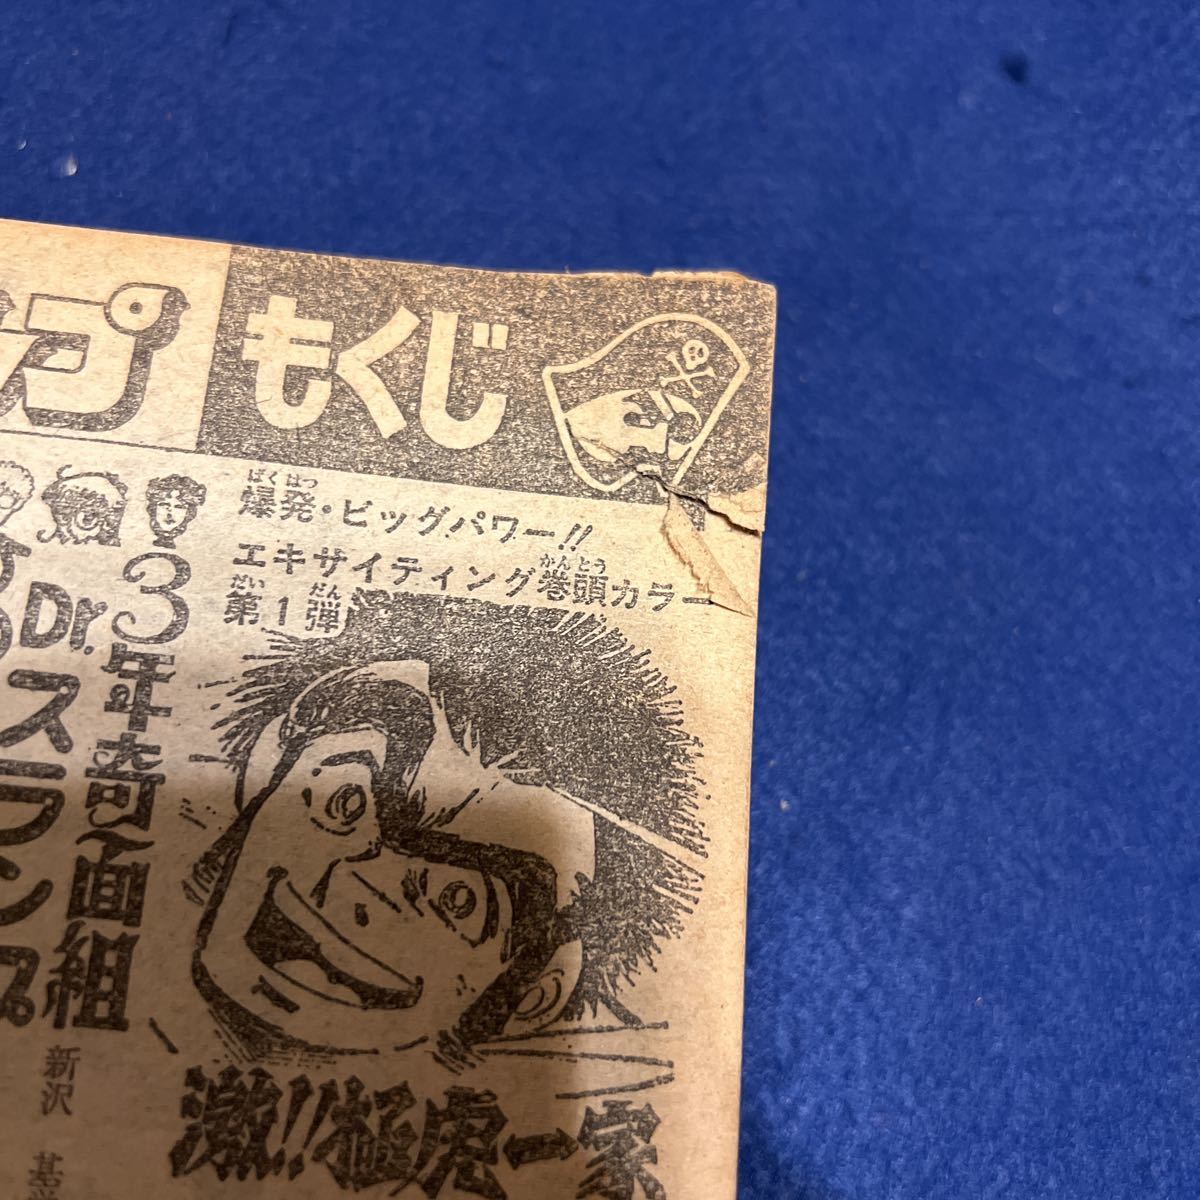 ンプ
もくじ
ばくはつ
爆発・ビッグパワー!!
かんとう
エキサイティング巻頭カラー
だい だん
第1弾
激!!極虎一家
3年奇面組
新沢 基
Dr.スランプ